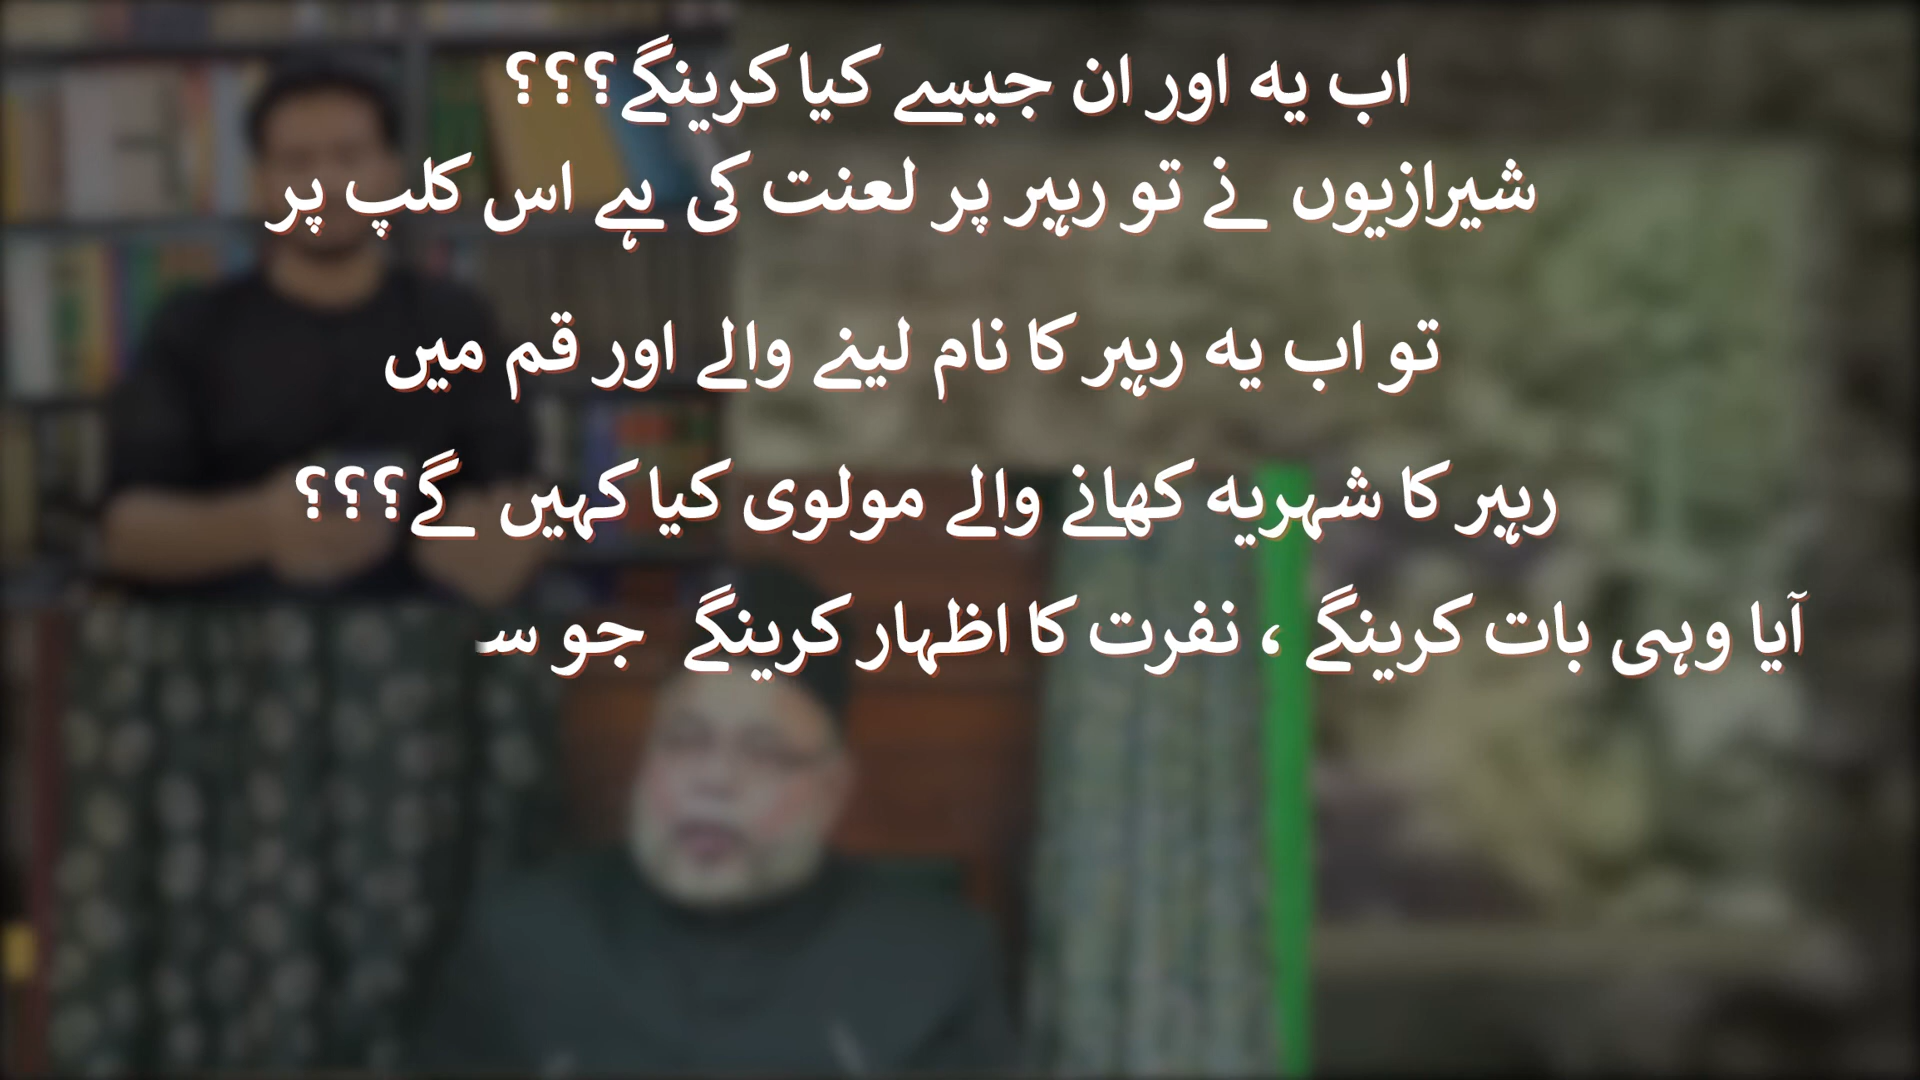 اب یہ اور ان جیسے کیا کرینگے؟؟؟
شیرازیوں نے تو رہبر پر لعنت کی ہے اس کلپ پر
تو اب یہ رہبر کا نام لینے والے اور قم میں
رہبر کا شہریہ کھانے والے مولوی کیا کہیں گے؟؟؟
آیا وہی بات کرینگے ، نفرت کا اظہار کرینگے جو